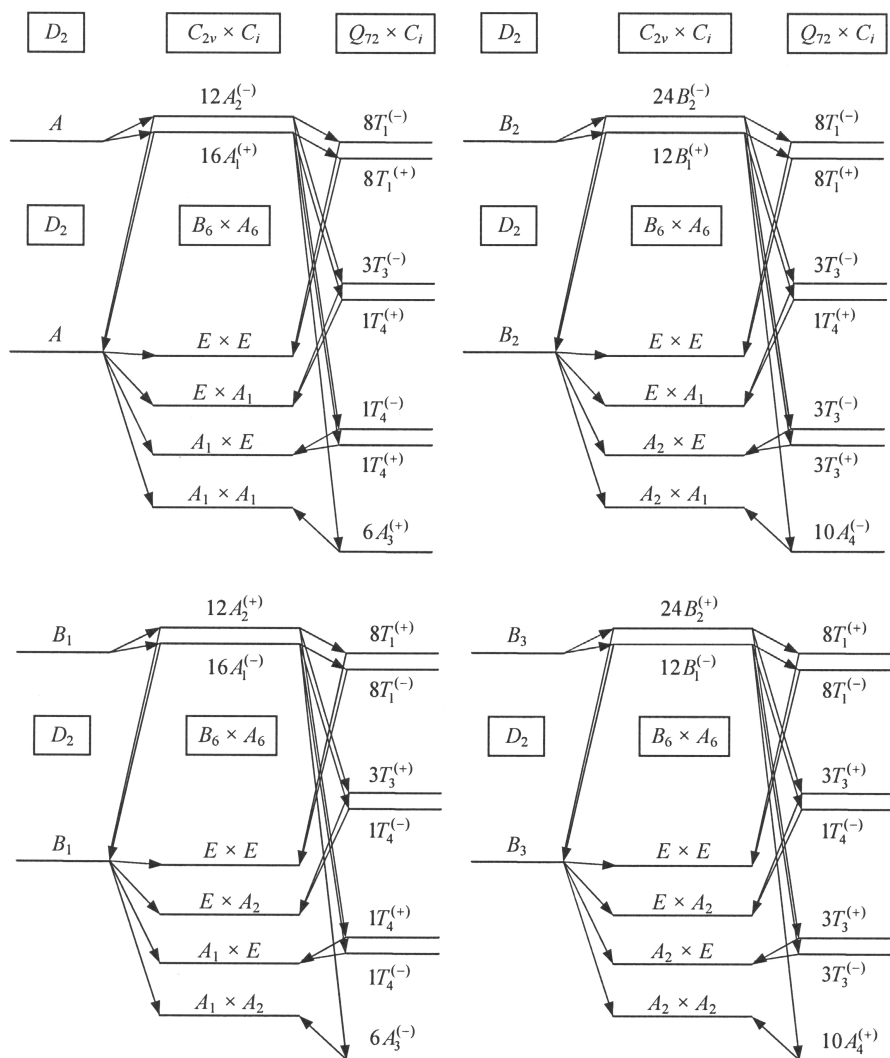 D₂ C₂ᵥ × Cᵢ Q₇₂ × Cᵢ
12A₂⁽⁻⁾
A
16A₁⁽⁺⁾
8T₁⁽⁻⁾
8T₁⁽⁺⁾
D₂ B₆ × A₆
3T₃⁽⁻⁾
1T₄⁽⁺⁾
A
E × E
E × A₁
A₁ × E
1T₄⁽⁻⁾
1T₄⁽⁺⁾
A₁ × A₁
6A₃⁽⁺⁾
D₂ C₂ᵥ × Cᵢ Q₇₂ × Cᵢ
24B₂⁽⁻⁾
B₂
12B₁⁽⁺⁾
8T₁⁽⁻⁾
8T₁⁽⁺⁾
D₂ B₆ × A₆
3T₃⁽⁻⁾
1T₄⁽⁺⁾
B₂
E × E
E × A₁
A₂ × E
3T₃⁽⁻⁾
3T₃⁽⁺⁾
A₂ × A₁
10A₄⁽⁻⁾
12A₂⁽⁺⁾
B₁
16A₁⁽⁻⁾
8T₁⁽⁺⁾
8T₁⁽⁻⁾
D₂ B₆ × A₆
3T₃⁽⁺⁾
1T₄⁽⁻⁾
B₁
E × E
E × A₂
A₁ × E
1T₄⁽⁺⁾
1T₄⁽⁻⁾
A₁ × A₂
6A₃⁽⁻⁾
24B₂⁽⁺⁾
B₃
12B₁⁽⁻⁾
8T₁⁽⁺⁾
8T₁⁽⁻⁾
D₂ B₆ × A₆
3T₃⁽⁺⁾
1T₄⁽⁻⁾
B₃
E × E
E × A₂
A₂ × E
3T₃⁽⁺⁾
3T₃⁽⁻⁾
A₂ × A₂
10A₄⁽⁺⁾